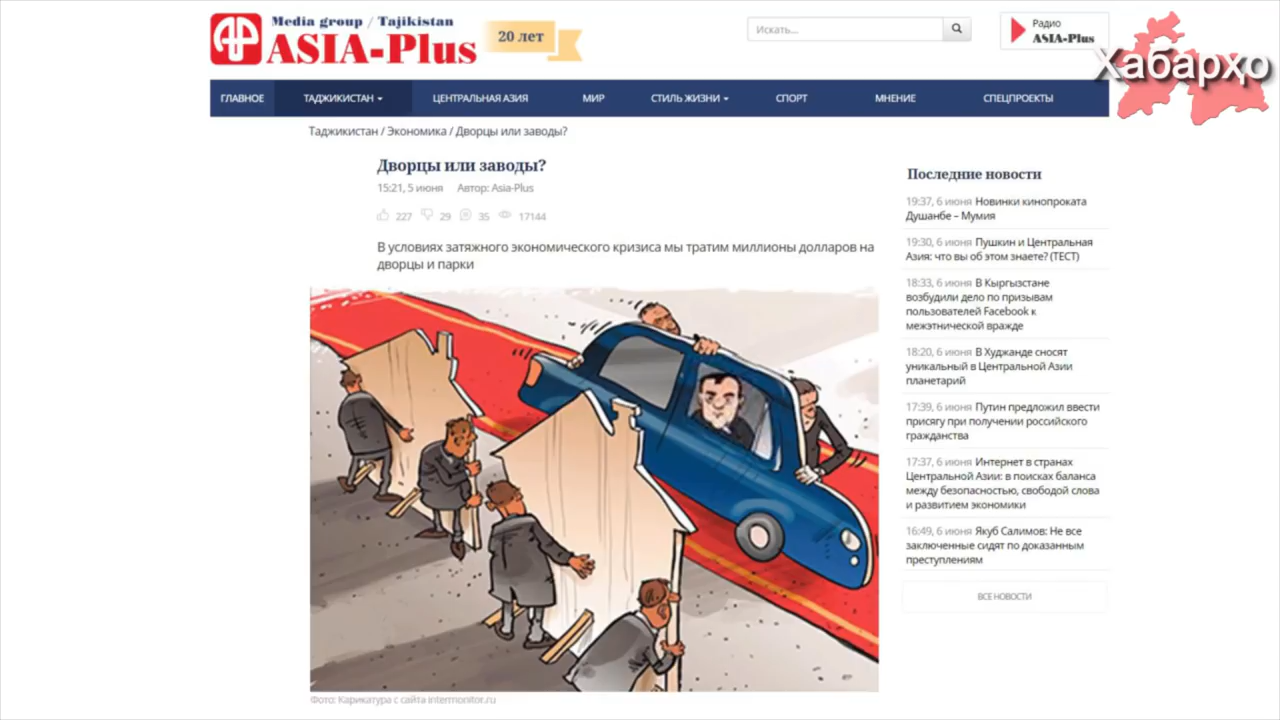 Media group / Tajikistan
ASIA-Plus
20 лет
Искать...
Радио
ASIA-Plus
Хабарҳо
ГЛАВНОЕ ТАДЖИКИСТАН ЦЕНТРАЛЬНАЯ АЗИЯ МИР СТИЛЬ ЖИЗНИ СПОРТ МНЕНИЕ СПЕЦПРОЕКТЫ
Таджикистан / Экономика / Дворцы или заводы?
Дворцы или заводы?
15:21, 5 июня Автор: Asia-Plus
227 29 35 17144
В условиях затяжного экономического кризиса мы тратим миллионы долларов на
дворцы и парки
Фото: Карикатура с сайта intermonitor.ru
Последние новости
19:37, 6 июня Новинки кинопроката
Душанбе – Мумия
19:30, 6 июня Пушкин и Центральная
Азия: что вы об этом знаете? (ТЕСТ)
18:33, 6 июня В Кыргызстане
возбудили дело по призывам
пользователей Facebook к
межэтнической вражде
18:20, 6 июня В Худжанде сносят
уникальный в Центральной Азии
планетарий
17:39, 6 июня Путин предложил ввести
присягу при получении российского
гражданства
17:37, 6 июня Интернет в странах
Центральной Азии: в поисках баланса
между безопасностью, свободой слова
и развитием экономики
16:49, 6 июня Якуб Салимов: Не все
заключенные сидят по доказанным
преступлениям
ВСЕ НОВОСТИ